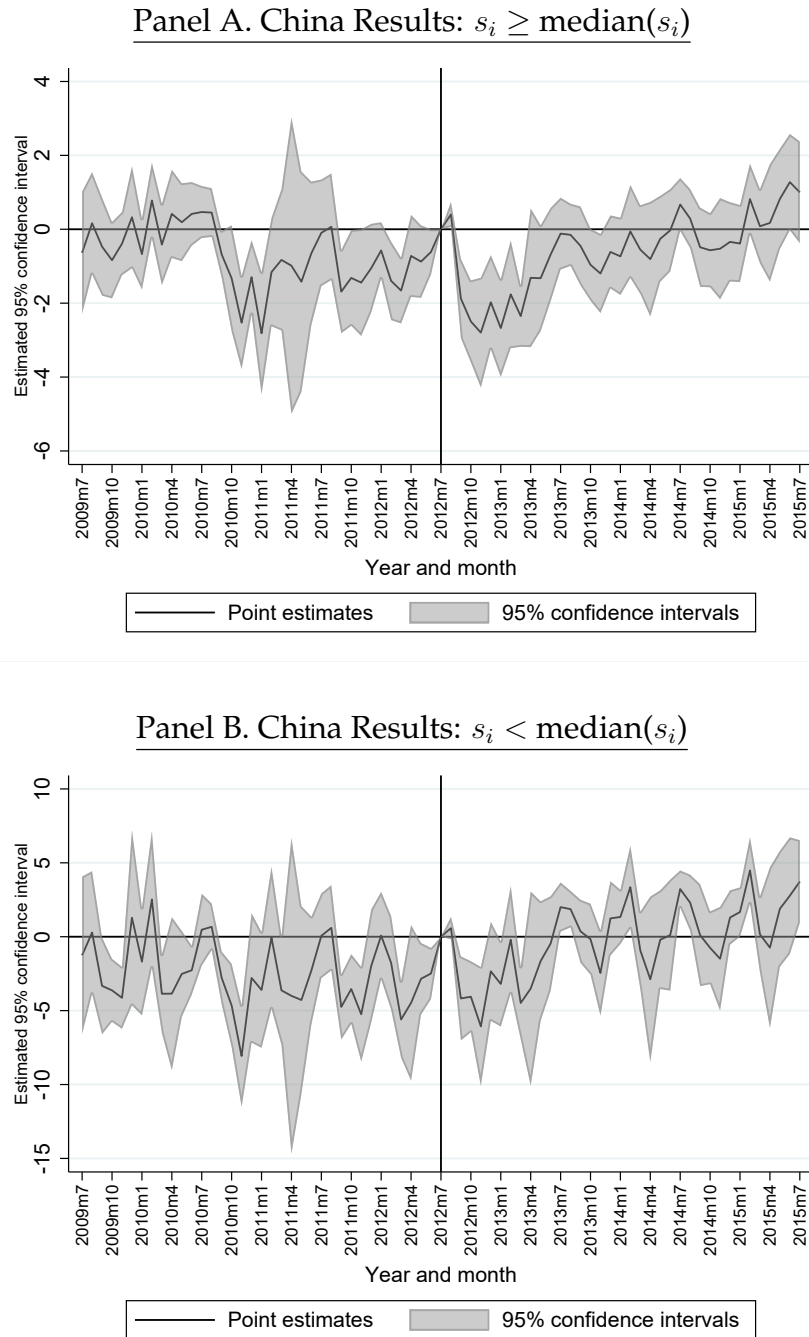 Panel A. China Results: sᵢ ≥ median(sᵢ)
Estimated 95% confidence interval
4
2
0
-2
-4
-6
2009m7
2009m10
2010m1
2010m4
2010m7
2010m10
2011m1
2011m4
2011m7
2011m10
2012m1
2012m4
2012m7
2012m10
2013m1
2013m4
2013m7
2013m10
2014m1
2014m4
2014m7
2014m10
2015m1
2015m4
2015m7
Year and month
Point estimates 95% confidence intervals
Panel B. China Results: sᵢ < median(sᵢ)
Estimated 95% confidence interval
10
5
0
-5
-10
-15
2009m7
2009m10
2010m1
2010m4
2010m7
2010m10
2011m1
2011m4
2011m7
2011m10
2012m1
2012m4
2012m7
2012m10
2013m1
2013m4
2013m7
2013m10
2014m1
2014m4
2014m7
2014m10
2015m1
2015m4
2015m7
Year and month
Point estimates 95% confidence intervals